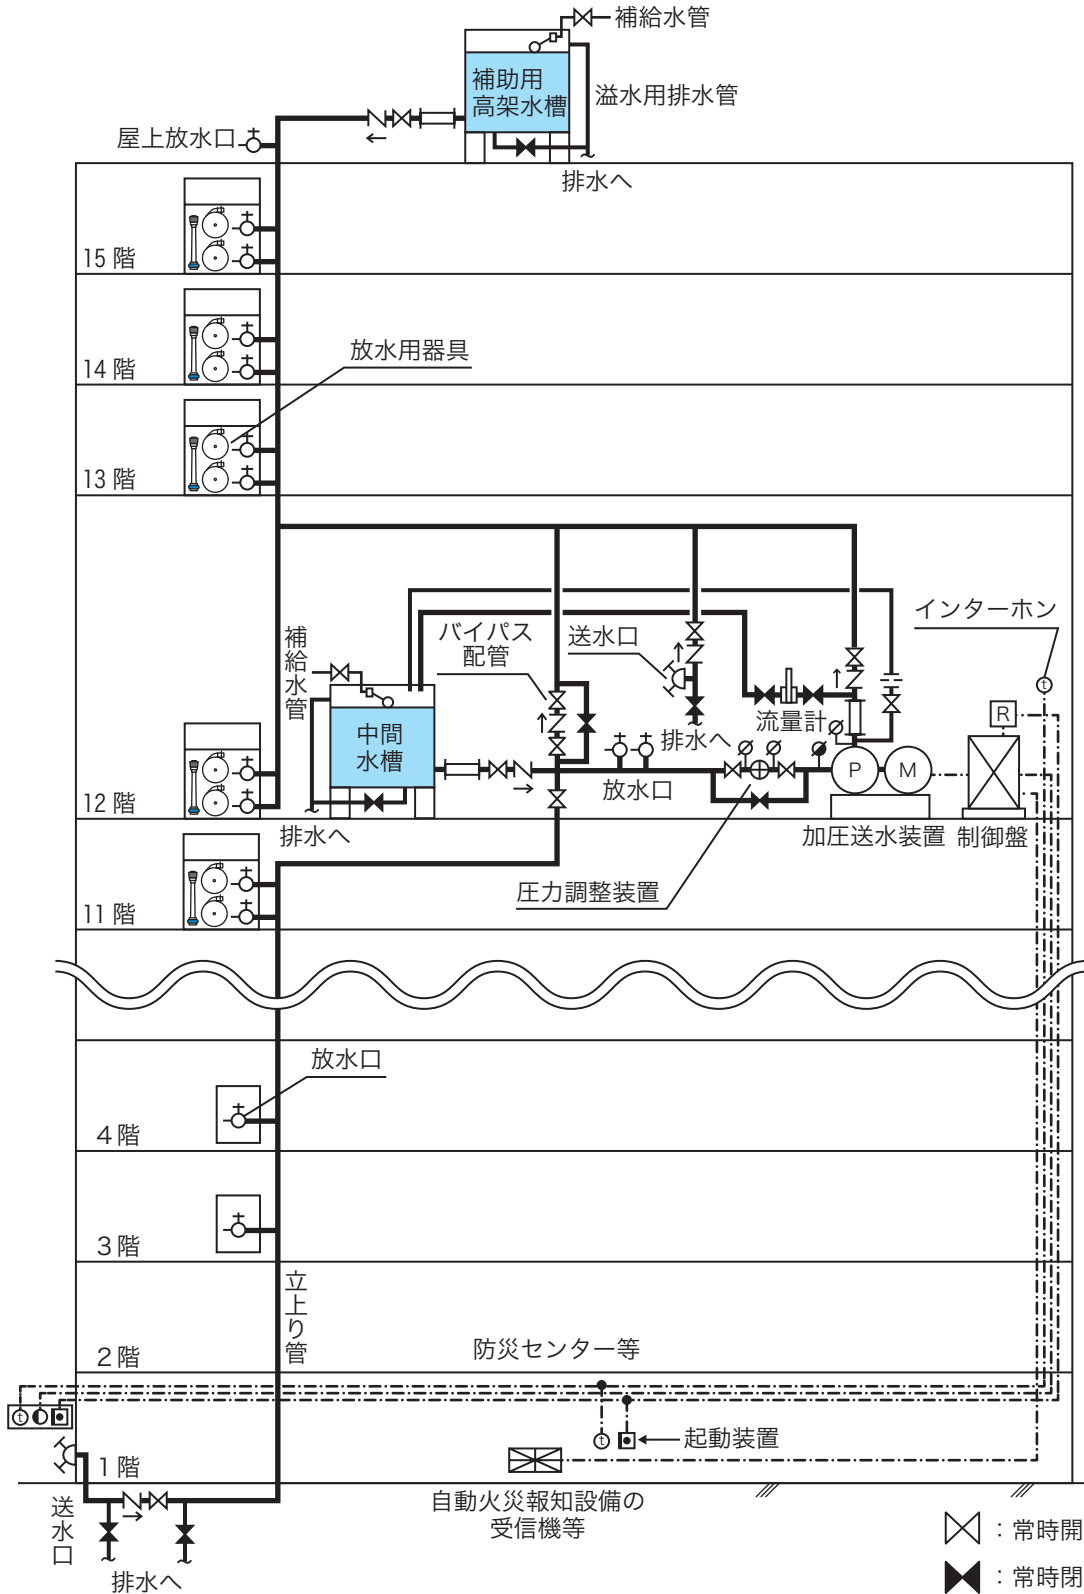 補給水管
補助用
高架水槽
溢水用排水管
屋上放水口
排水へ
15 階
14 階
放水用器具
13 階
インターホン
補給水管
バイパス
配管
送水口
流量計
R
t
中間
水槽
排水へ
放水口
P
M
12 階
排水へ
加圧送水装置
制御盤
圧力調整装置
11 階
放水口
4 階
3 階
立上り管
2 階
防災センター等
t
t
起動装置
1 階
送水口
自動火災報知設備の
受信機等
排水へ
：常時開
：常時閉